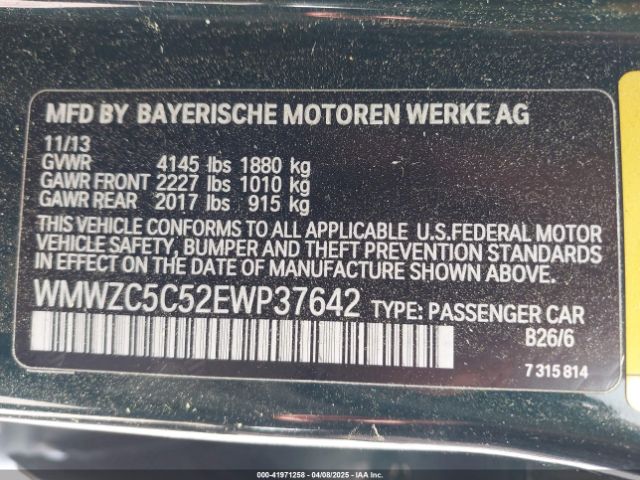 MFD BY BAYERISCHE MOTOREN WERKE AG
11/13
GVWR 4145 lbs 1880 kg
GAWR FRONT 2227 lbs 1010 kg
GAWR REAR 2017 lbs 915 kg
THIS VEHICLE CONFORMS TO ALL APPLICABLE U.S.FEDERAL MOTOR
VEHICLE SAFETY, BUMPER AND THEFT PREVENTION STANDARDS
IN EFFECT ON THE DATE OF MANUFACTURE SHOWN ABOVE.
WMWZC5C52EWP37642 TYPE: PASSENGER CAR
B26/6
7 315 814
000-41971258 - 04/08/2025 - IAAI, Inc.